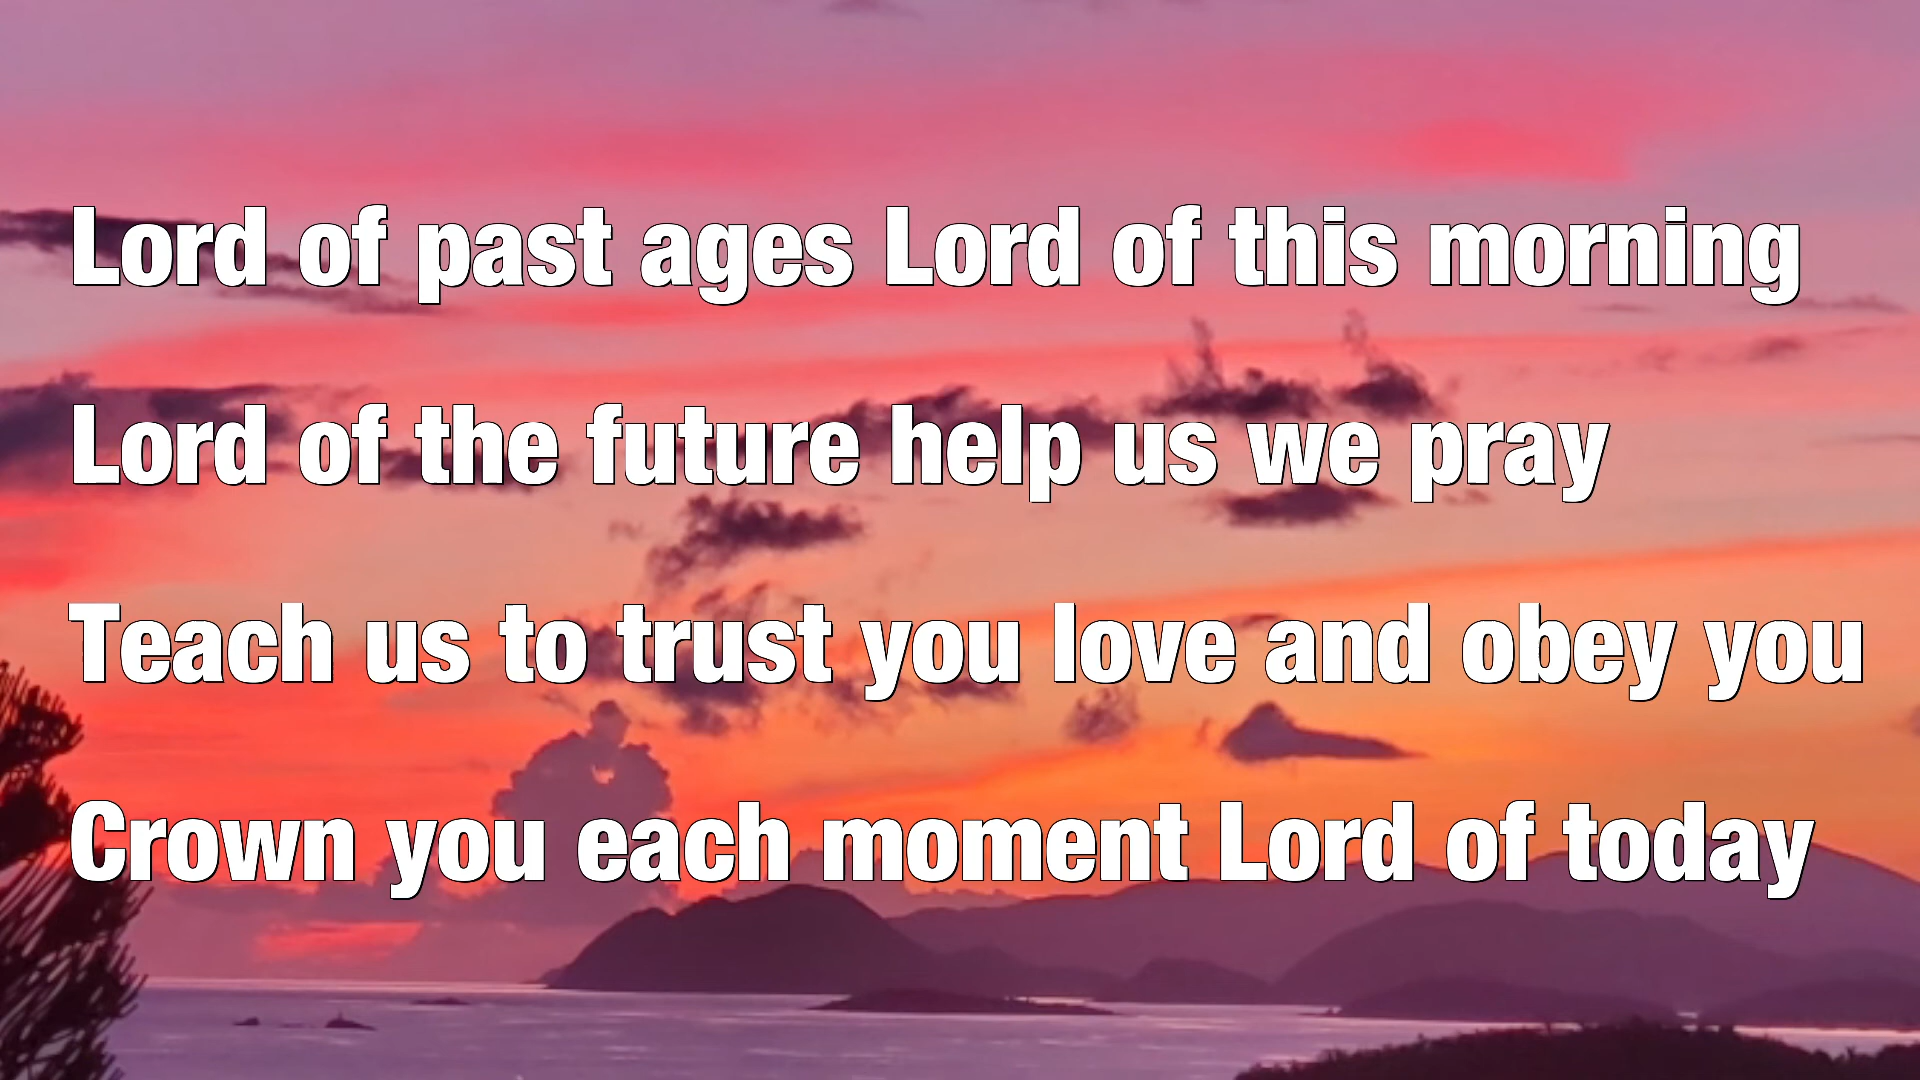 Lord of past ages Lord of this morning
Lord of the future help us we pray
Teach us to trust you love and obey you
Crown you each moment Lord of today